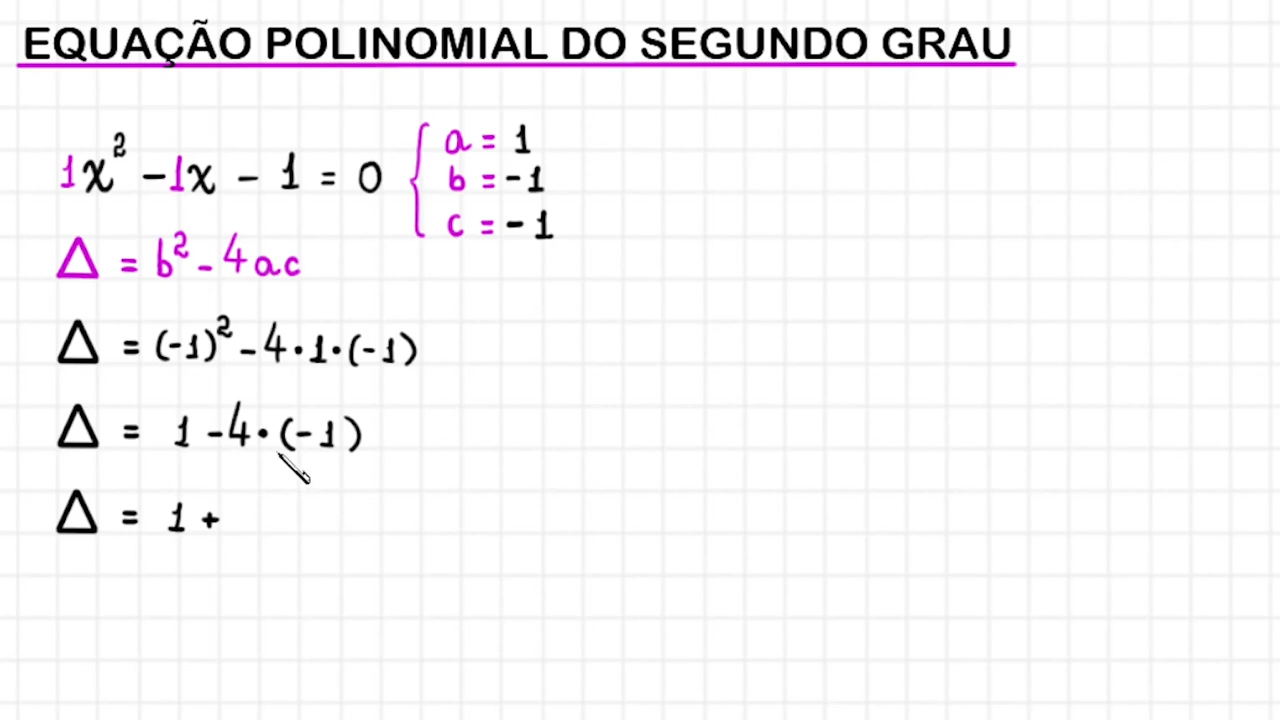 EQUAÇÃO POLINOMIAL DO SEGUNDO GRAU
1x² -1x - 1 = 0 { a = 1
b = -1
c = -1
Δ = b² - 4ac
Δ = (-1)² - 4·1·(-1)
Δ = 1 - 4·(-1)
Δ = 1 +